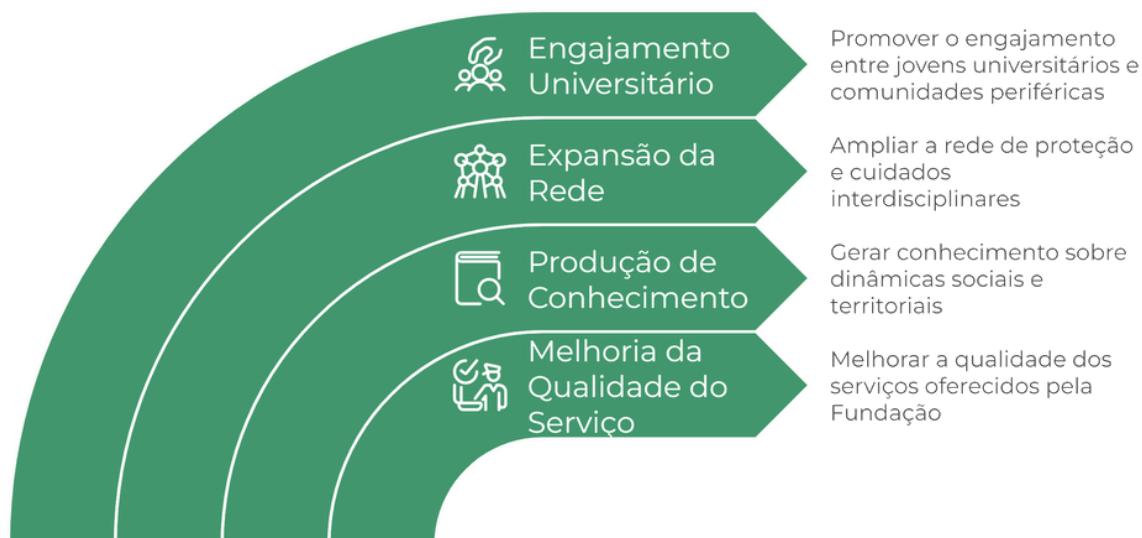 Engajamento
Universitário
Promover o engajamento
entre jovens universitários e
comunidades periféricas
Expansão da
Rede
Ampliar a rede de proteção
e cuidados
interdisciplinares
Produção de
Conhecimento
Gerar conhecimento sobre
dinâmicas sociais e
territoriais
Melhoria da
Qualidade do
Serviço
Melhorar a qualidade dos
serviços oferecidos pela
Fundação